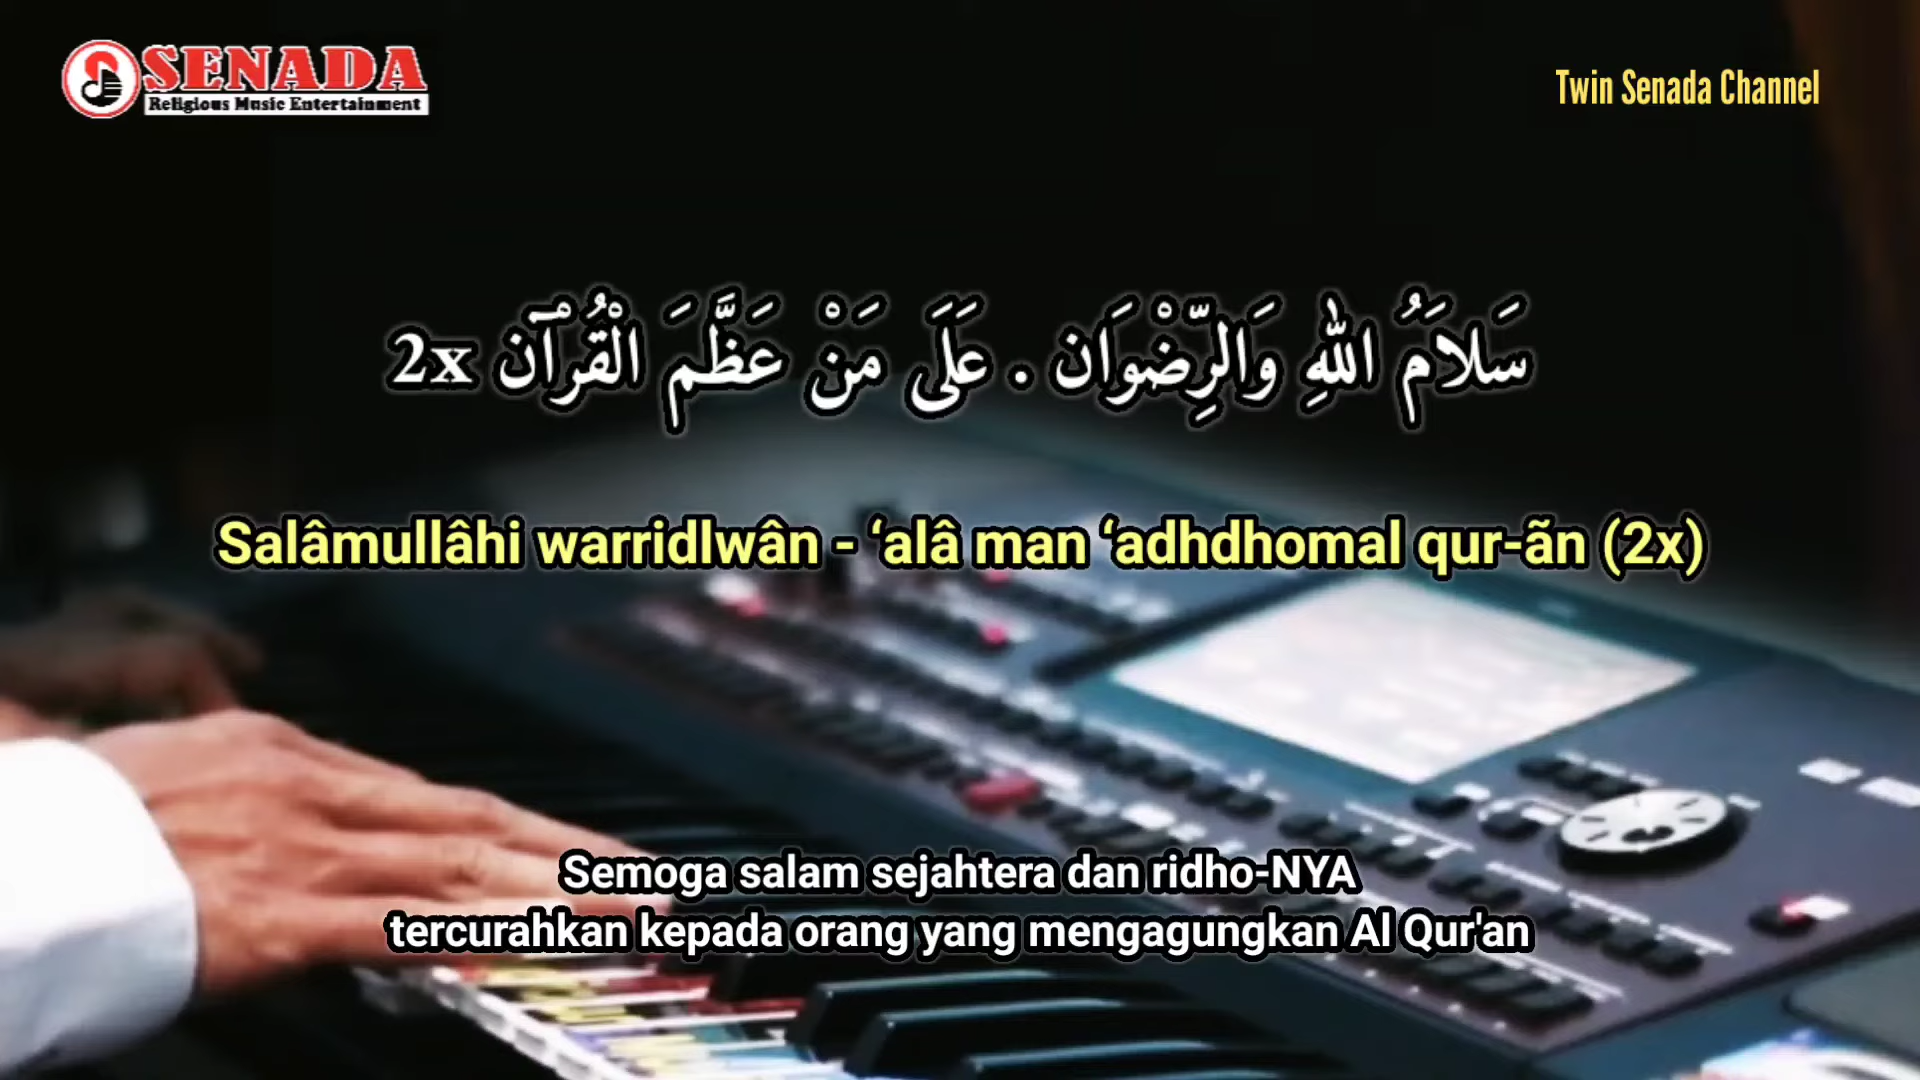 SENADA
Religious Music Entertainment
Twin Senada Channel
سَلاَمُ اللهِ وَالرِّضْوَان . عَلَى مَنْ عَظَّمَ الْقُرْآن 2x
Salâmullâhi warridlwân - ‘alâ man ‘adhdhomal qur-ãn (2x)
Semoga salam sejahtera dan ridho-NYA
tercurahkan kepada orang yang mengagungkan Al Qur'an